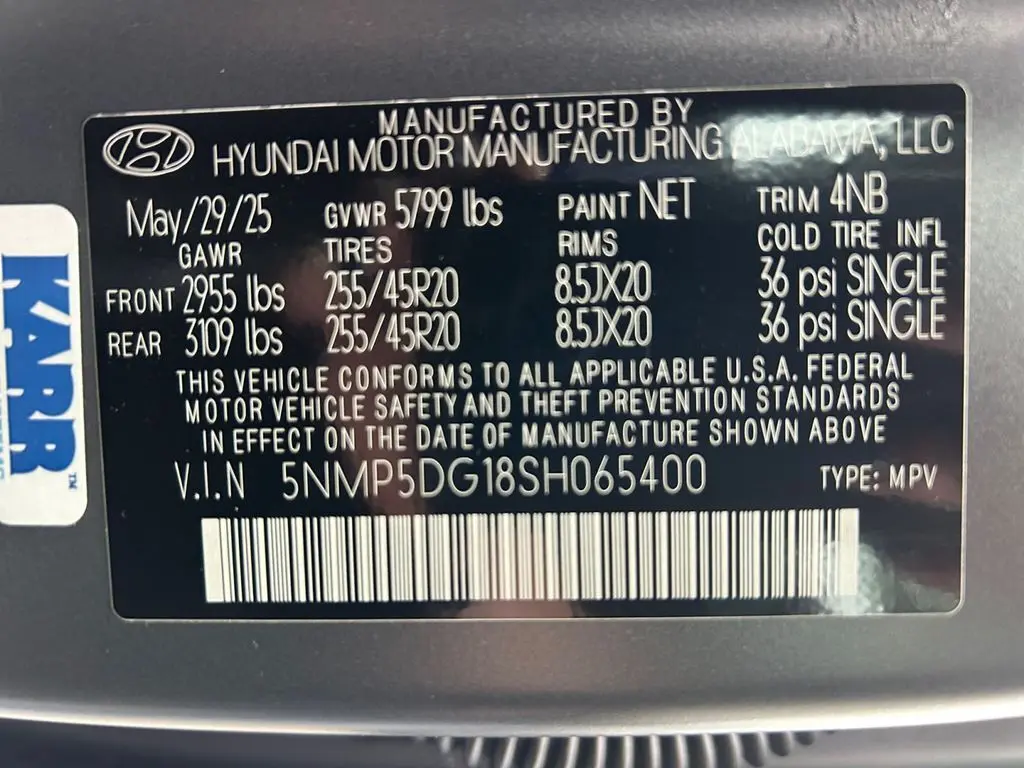 MANUFACTURED BY
HYUNDAI MOTOR MANUFACTURING ALABAMA, LLC
May/29/25 GVWR 5799 lbs PAINT NET TRIM 4NB
GAWR TIRES RIMS COLD TIRE INFL
FRONT 2955 lbs 255/45R20 8.5JX20 36 psi SINGLE
REAR 3109 lbs 255/45R20 8.5JX20 36 psi SINGLE
THIS VEHICLE CONFORMS TO ALL APPLICABLE U.S.A. FEDERAL
MOTOR VEHICLE SAFETY AND THEFT PREVENTION STANDARDS
IN EFFECT ON THE DATE OF MANUFACTURE SHOWN ABOVE
V.I.N 5NMP5DG18SH065400 TYPE: MPV
KARR™